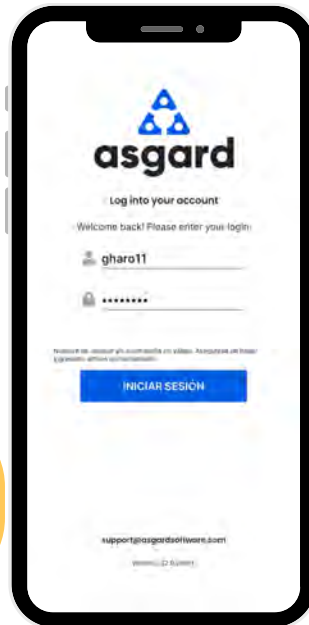 asgard
Log into your account
Welcome back! Please enter your login
gharo11
••••••••
INICIAR SESIÓN
support@asgardsoftware.com